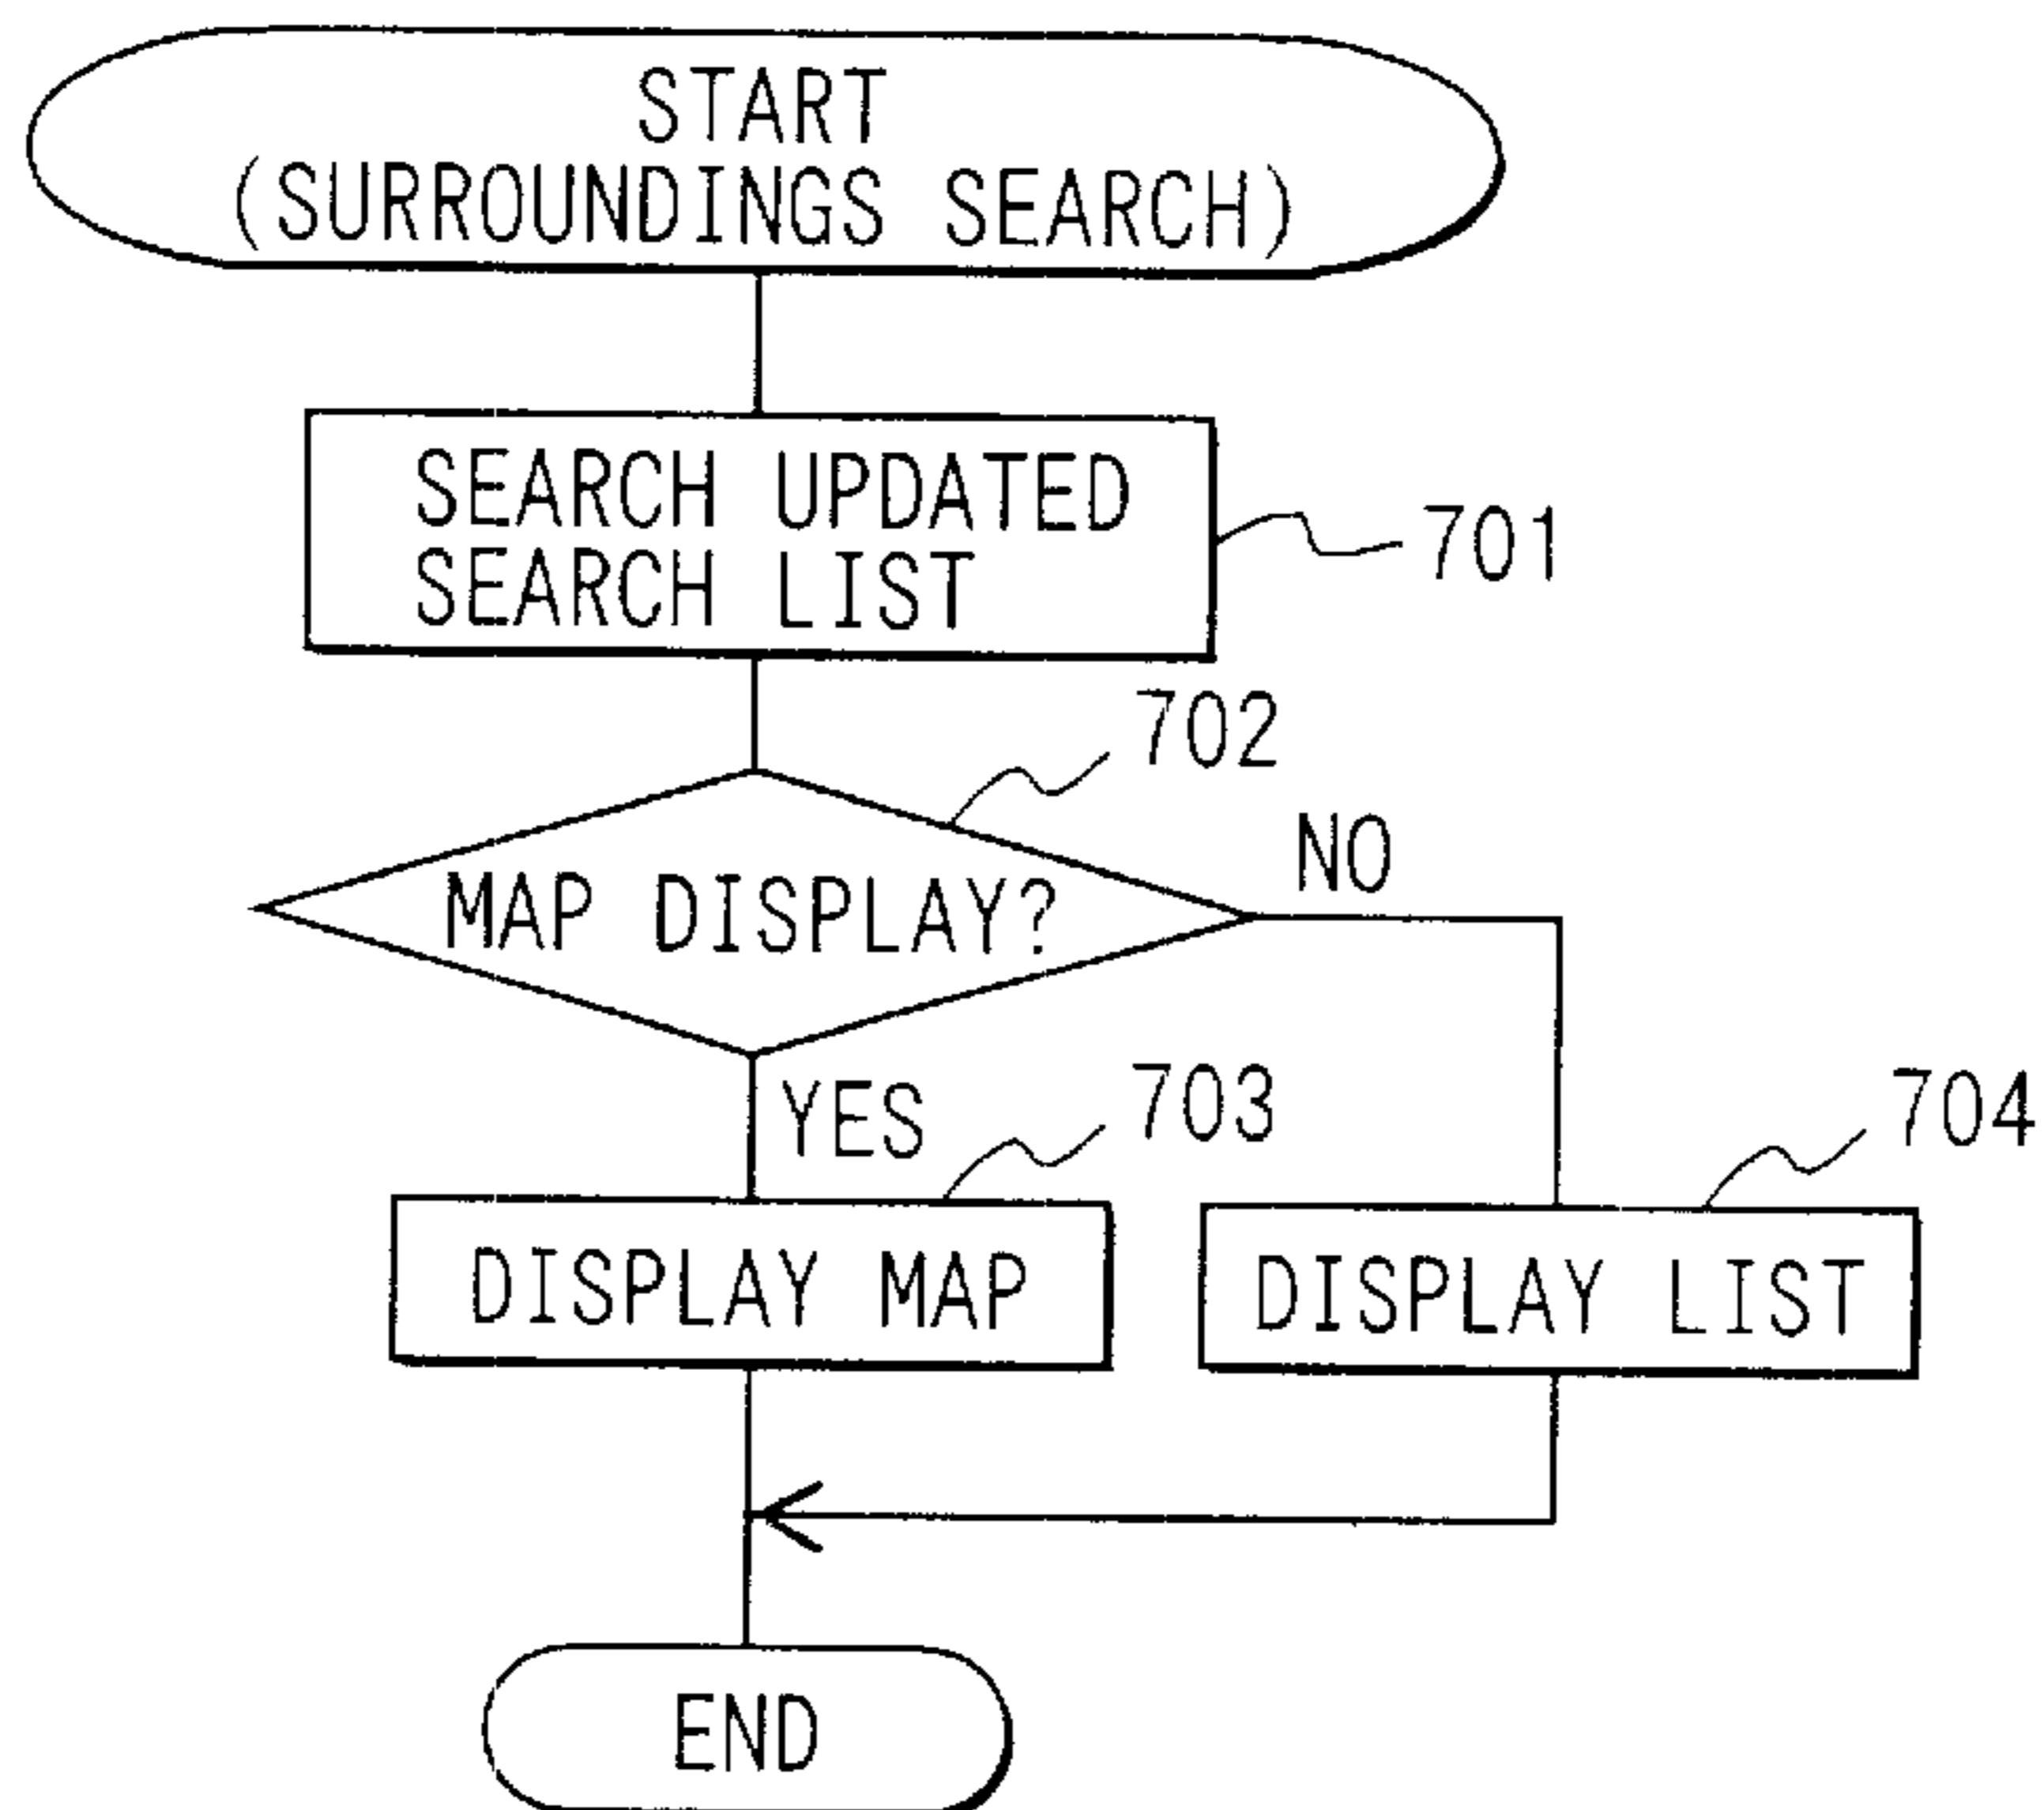 START
(SURROUNDINGS SEARCH)
SEARCH UPDATED
SEARCH LIST
701
702
NO
MAP DISPLAY?
YES
703
704
DISPLAY MAP
DISPLAY LIST
END